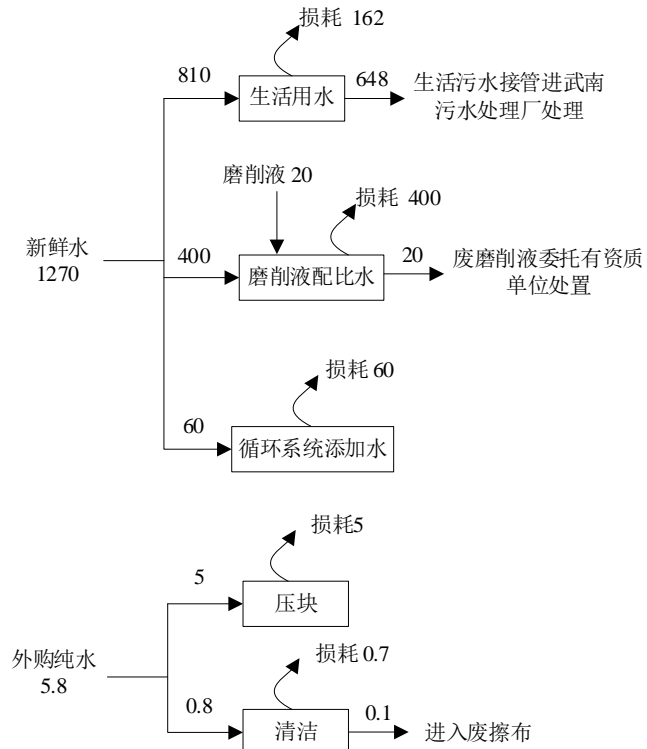 损耗 162
810
生活用水
648
生活污水接管进武南
污水处理厂处理
磨削液 20
损耗 400
新鲜水
1270
400
磨削液配比水
20
废磨削液委托有资质
单位处置
损耗 60
60
循环系统添加水
损耗5
5
压块
外购纯水
5.8
损耗 0.7
0.8
清洁
0.1
进入废擦布